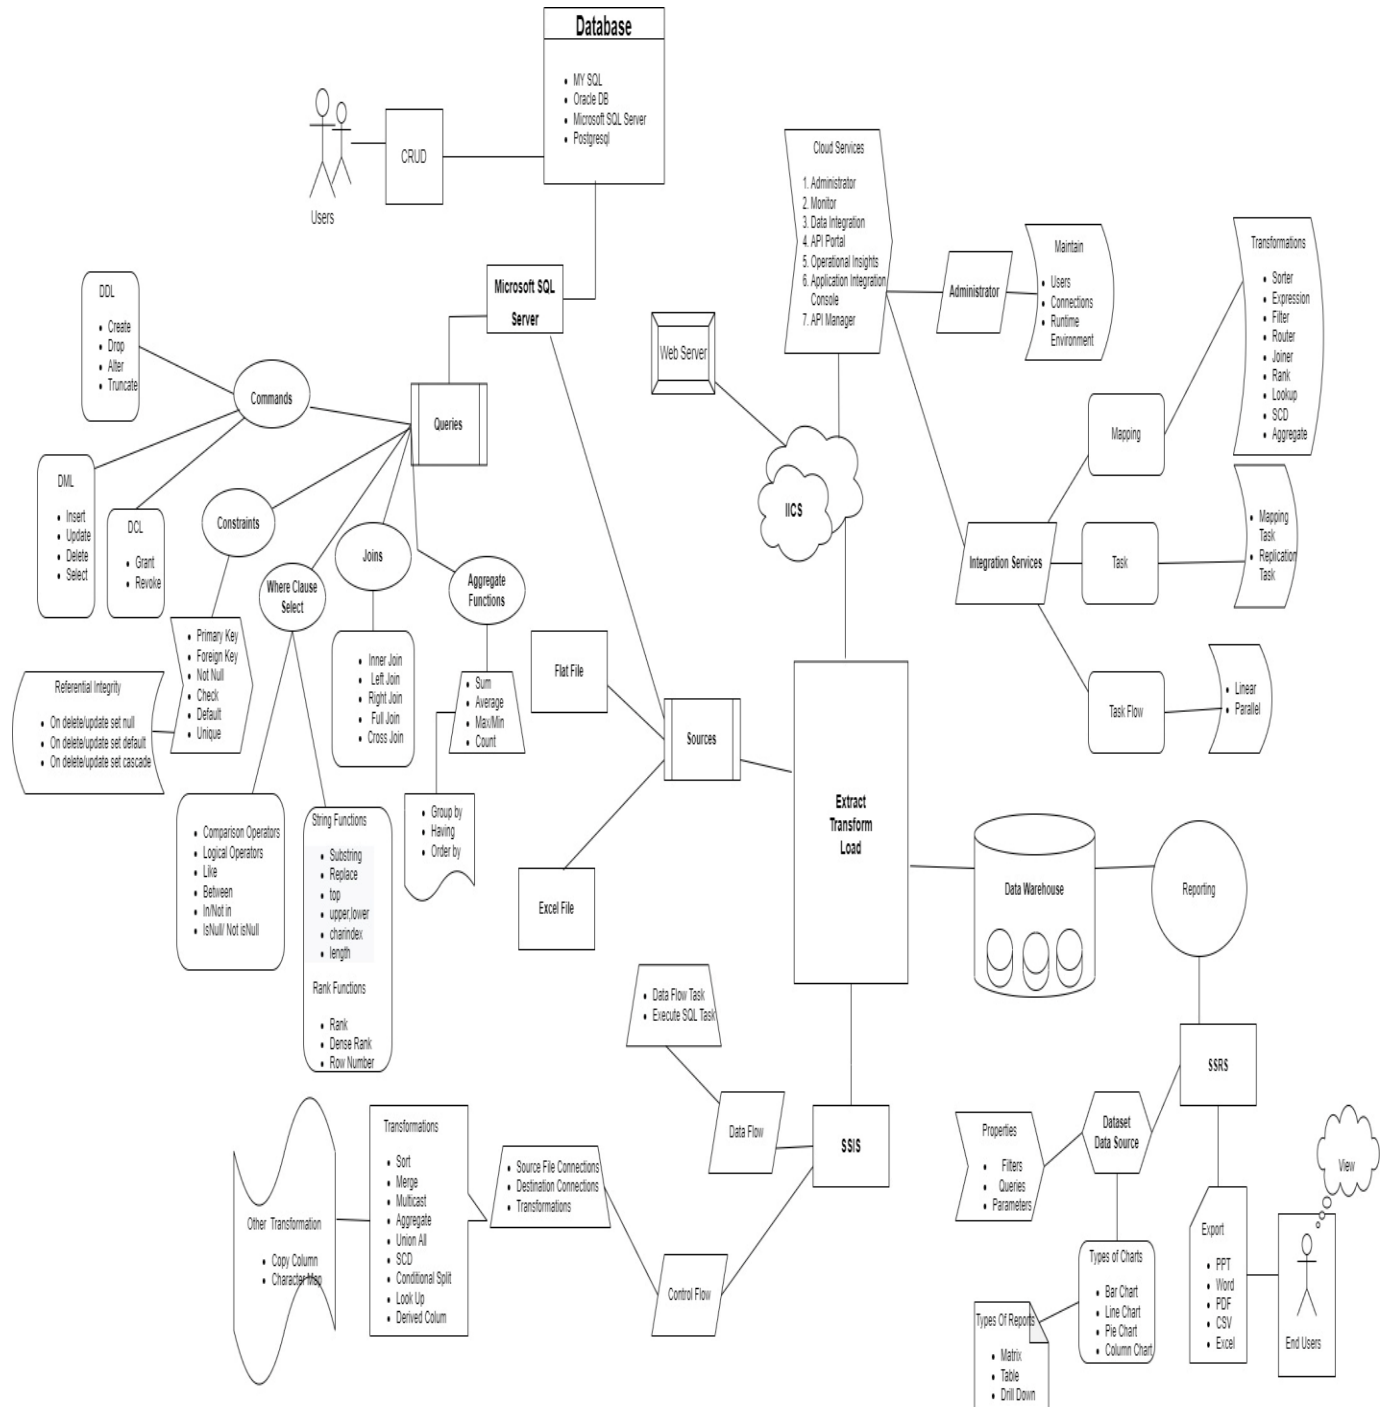 Database
MY SQL
Oracle DB
Microsoft SQL Server
Postgresql
CRUD
Users
Cloud Services
1. Administrator
2. Monitor
3. Data Integration
4. API Portal
5. Operational Insights
6. Application Integration
Console
7. API Manager
Administrator
Maintain
Users
Connections
Runtime
Environment
Transformations
Sorter
Expression
Filter
Router
Joiner
Rank
Lookup
SCD
Aggregate
Microsoft SQL
Server
Web Server
DDL
Create
Drop
Alter
Truncate
Commands
Queries
Mapping
DML
Insert
Update
Delete
Select
DCL
Grant
Revoke
Constraints
Where Clause
Select
Joins
Aggregate
Functions
IICS
Integration Services
Task
Mapping
Task
Replication
Task
Task Flow
Linear
Parallel
Primary Key
Foreign Key
Not Null
Check
Default
Unique
Referential Integrity
On delete/update set null
On delete/update set default
On delete/update set cascade
Inner Join
Left Join
Right Join
Full Join
Cross Join
Sum
Average
Max/Min
Count
Group by
Having
Order by
Flat File
Sources
Excel File
Extract
Transform
Load
Data Warehouse
Reporting
Comparison Operators
Logical Operators
Like
Between
In/Not in
IsNull/ Not isNull
String Functions
Substring
Replace
top
upper,lower
charindex
length
Rank Functions
Rank
Dense Rank
Row Number
Data Flow Task
Execute SQL Task
Data Flow
SSIS
SSRS
Dataset
Data Source
Properties
Filters
Queries
Parameters
View
Transformations
Sort
Merge
Multicast
Aggregate
Union All
SCD
Conditional Split
Look Up
Derived Colum
Source File Connections
Destination Connections
Transformations
Other Transformation
Copy Column
Character Map
Control Flow
Types of Charts
Bar Chart
Line Chart
Pie Chart
Column Chart
Export
PPT
Word
PDF
CSV
Excel
End Users
Types Of Reports
Matrix
Table
Drill Down